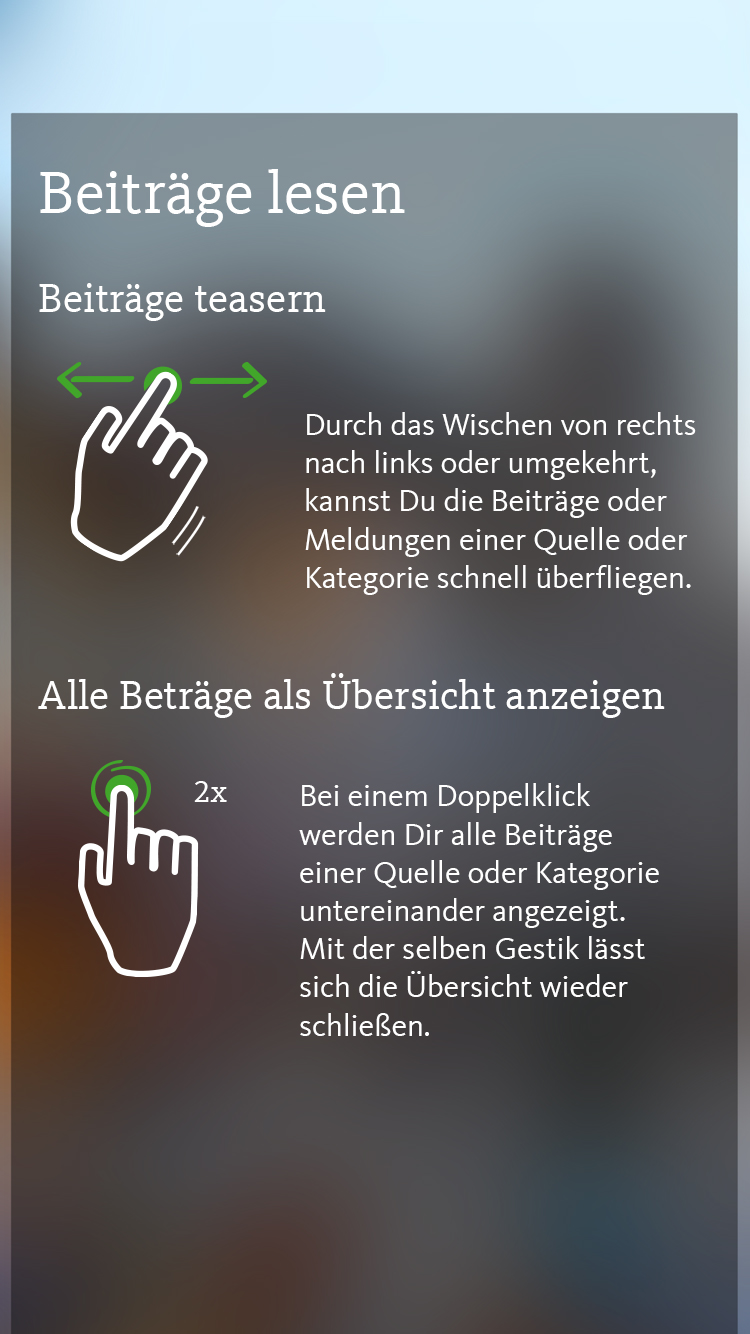 Beiträge lesen
Beiträge teasern
Durch das Wischen von rechts
nach links oder umgekehrt,
kannst Du die Beiträge oder
Meldungen einer Quelle oder
Kategorie schnell überfliegen.
Alle Beträge als Übersicht anzeigen
2x
Bei einem Doppelklick
werden Dir alle Beiträge
einer Quelle oder Kategorie
untereinander angezeigt.
Mit der selben Gestik lässt
sich die Übersicht wieder
schließen.